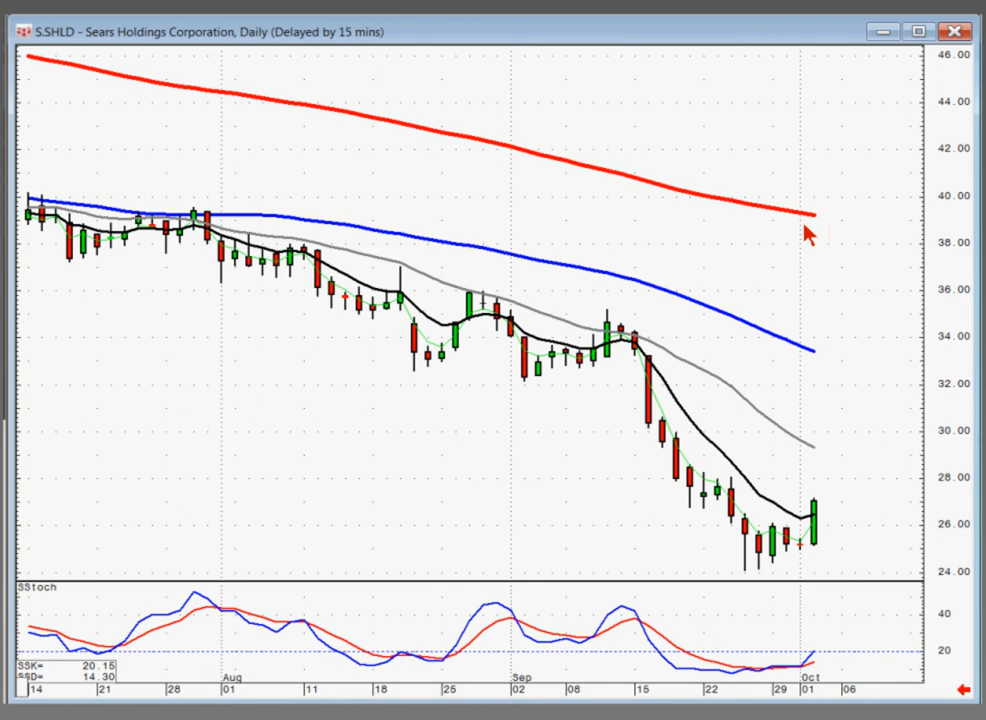 S.SHLD - Sears Holdings Corporation, Daily (Delayed by 15 mins)
46.00
44.00
42.00
40.00
38.00
36.00
34.00
32.00
30.00
28.00
26.00
24.00
SStoch
40
20
SSK= 20.15
SSD= 14.30
Aug Sep Oct
14 21 28 01 11 18 25 02 08 15 22 29 01 06